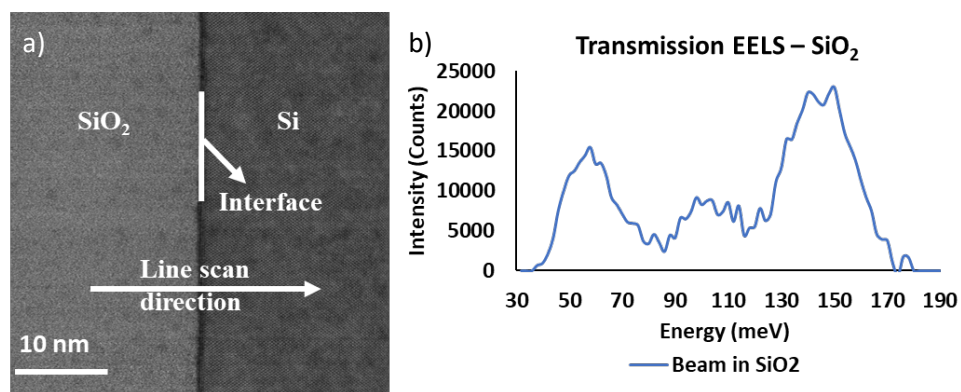 a)
SiO₂
Si
Interface
Line scan
direction
10 nm
b)
Transmission EELS – SiO₂
Intensity (Counts)
25000
20000
15000
10000
5000
0
30 50 70 90 110 130 150 170 190
Energy (meV)
Beam in SiO2